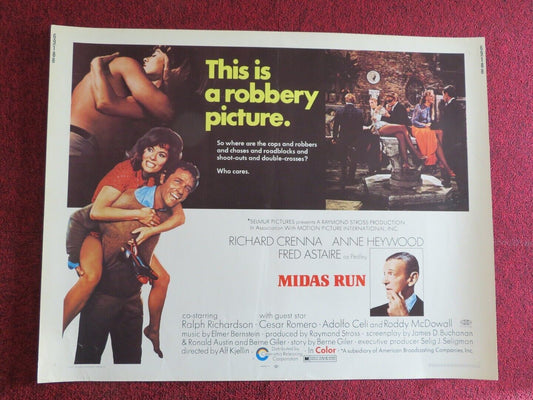 This is
a robbery
picture.
So where are the cops and robbers
and chases and roadblocks and
shoot-outs and double-crosses?
Who cares.
SELMUR PICTURES presents A RAYMOND STROSS PRODUCTION
In Association With MOTION PICTURE INTERNATIONAL, INC.
RICHARD CRENNA ANNE HEYWOOD
FRED ASTAIRE as Pedley
MIDAS RUN
co-starring with guest star
Ralph Richardson · Cesar Romero · Adolfo Celi and Roddy McDowall
music by Elmer Bernstein · produced by Raymond Stross · screenplay by James D. Buchanan
& Ronald Austin and Berne Giler · story by Berne Giler · executive producer Selig J. Seligman
directed by Alf Kjellin
Distributed by
Cinerama Releasing
Corporation
In Color
*A subsidiary of American Broadcasting Companies, Inc.